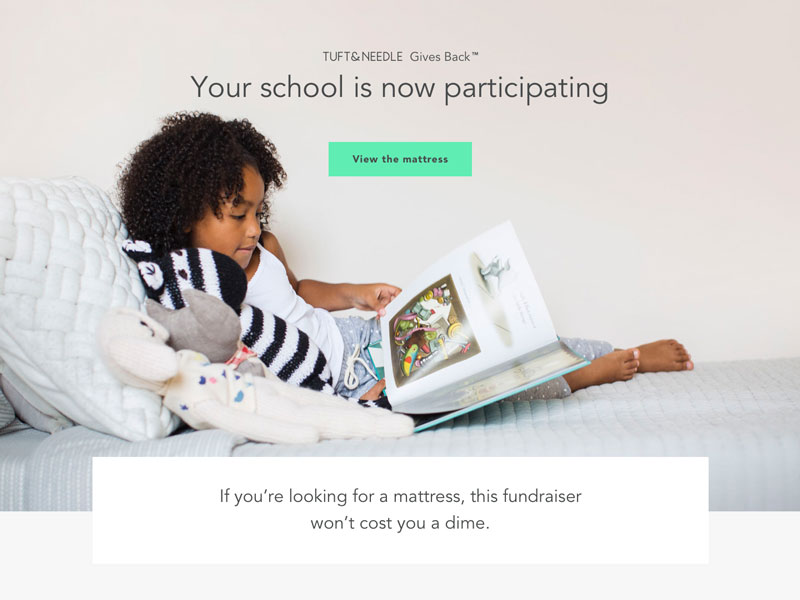 TUFT&NEEDLE Gives Back™
Your school is now participating
View the mattress
If you’re looking for a mattress, this fundraiser
won’t cost you a dime.